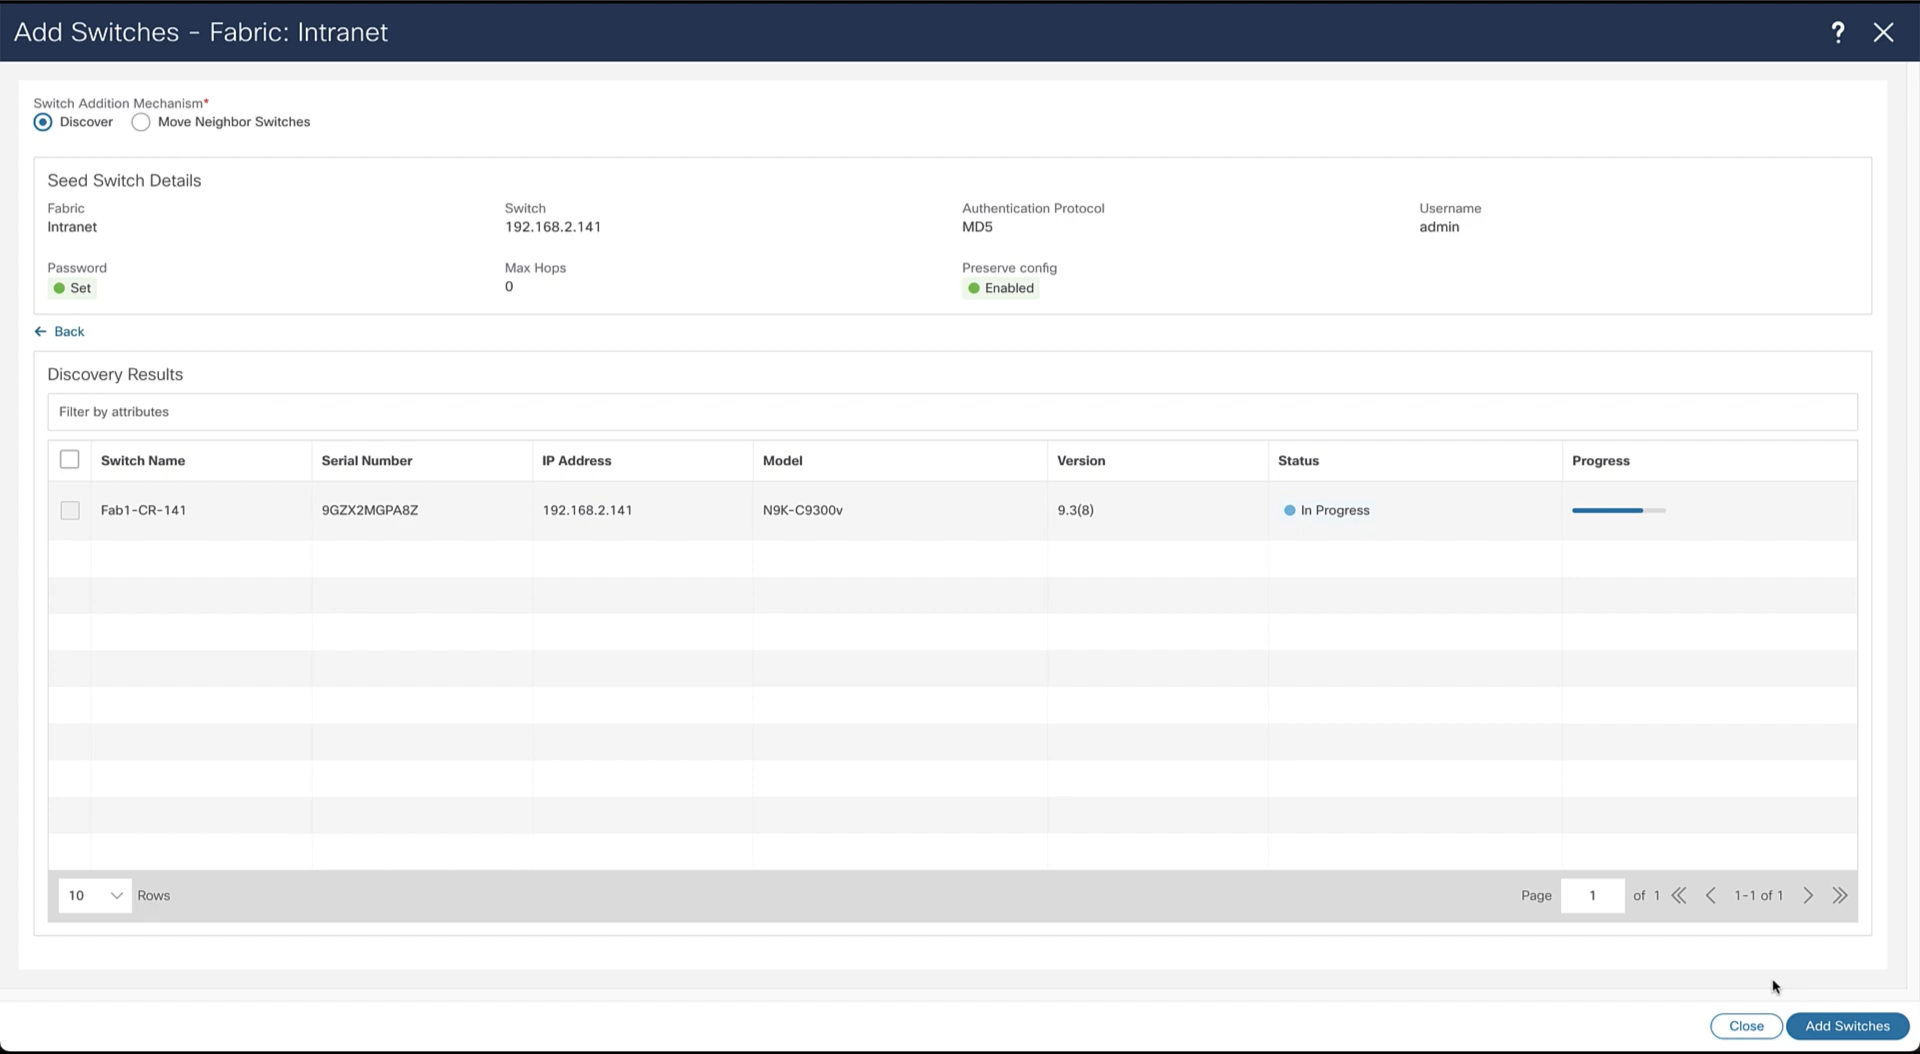 Add Switches - Fabric: Intranet
?
Switch Addition Mechanism*
Discover Move Neighbor Switches
Seed Switch Details
Fabric Switch Authentication Protocol Username
Intranet 192.168.2.141 MD5 admin
Password Max Hops Preserve config
Set 0 Enabled
Back
Discovery Results
Filter by attributes
Switch Name Serial Number IP Address Model Version Status Progress
Fab1-CR-141 9GZX2MGPA8Z 192.168.2.141 N9K-C9300v 9.3(8) In Progress
10 Rows Page 1 of 1 1-1 of 1
Close Add Switches